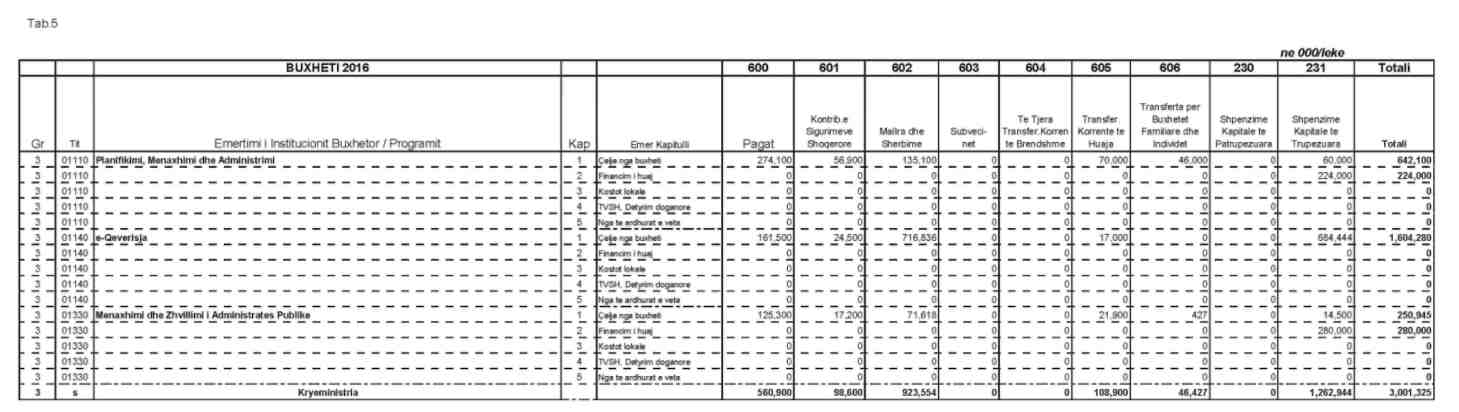 Tab.5
ne 000/leke
BUXHETI 2016 600 601 602 603 604 605 606 230 231 Totali
Gr Tit Emertimi i Institucionit Buxhetor / Programit Kap Emer Kapitulli Pagat Kontrib.e Sigurimeve Shogerore Mallra dhe Sherbime Subvecinet Te Tjera Transfer.Korren te Brendshme Transfer Korrente te Huaja Transferta per Buxhetet Familiare dhe Individet Shpenzime Kapitale te Patrupezuara Shpenzime Kapitale te Trupezuara Totali
3 01110 Planifikimi, Menaxhimi dhe Administrimi 1 Çelje nga buxheti 274,100 56,900 135,100 0 0 70,000 46,000 0 60,000 642,100
3 01110 2 Financim i huaj 0 0 0 0 0 0 0 0 224,000 224,000
3 01110 3 Kostot lokale 0 0 0 0 0 0 0 0 0 0
3 01110 4 TVSH, Detyrim doganore 0 0 0 0 0 0 0 0 0 0
3 01110 5 Nga te ardhurat e veta 0 0 0 0 0 0 0 0 0 0
3 01140 e-Qeverisja 1 Çelje nga buxheti 161,500 24,500 716,836 0 0 17,000 0 0 684,444 1,604,280
3 01140 2 Financim i huaj 0 0 0 0 0 0 0 0 0 0
3 01140 3 Kostot lokale 0 0 0 0 0 0 0 0 0 0
3 01140 4 TVSH, Detyrim doganore 0 0 0 0 0 0 0 0 0 0
3 01140 5 Nga te ardhurat e veta 0 0 0 0 0 0 0 0 0 0
3 01330 Menaxhimi dhe Zhvillimi i Administrates Publike 1 Çelje nga buxheti 125,300 17,200 71,618 0 0 21,900 427 0 14,500 250,945
3 01330 2 Financim i huaj 0 0 0 0 0 0 0 0 280,000 280,000
3 01330 3 Kostot lokale 0 0 0 0 0 0 0 0 0 0
3 01330 4 TVSH, Detyrim doganore 0 0 0 0 0 0 0 0 0 0
3 01330 5 Nga te ardhurat e veta 0 0 0 0 0 0 0 0 0 0
3 s Kryeministria 560,900 98,600 923,554 0 0 108,900 46,427 0 1,262,944 3,001,325